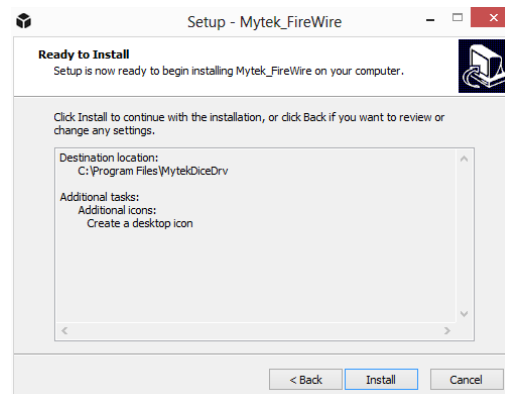 Setup - Mytek_FireWire
Ready to Install
Setup is now ready to begin installing Mytek_FireWire on your computer.
Click Install to continue with the installation, or click Back if you want to review or
change any settings.
Destination location:
C:\Program Files\MytekDiceDrv
Additional tasks:
Additional icons:
Create a desktop icon
< Back
Install
Cancel